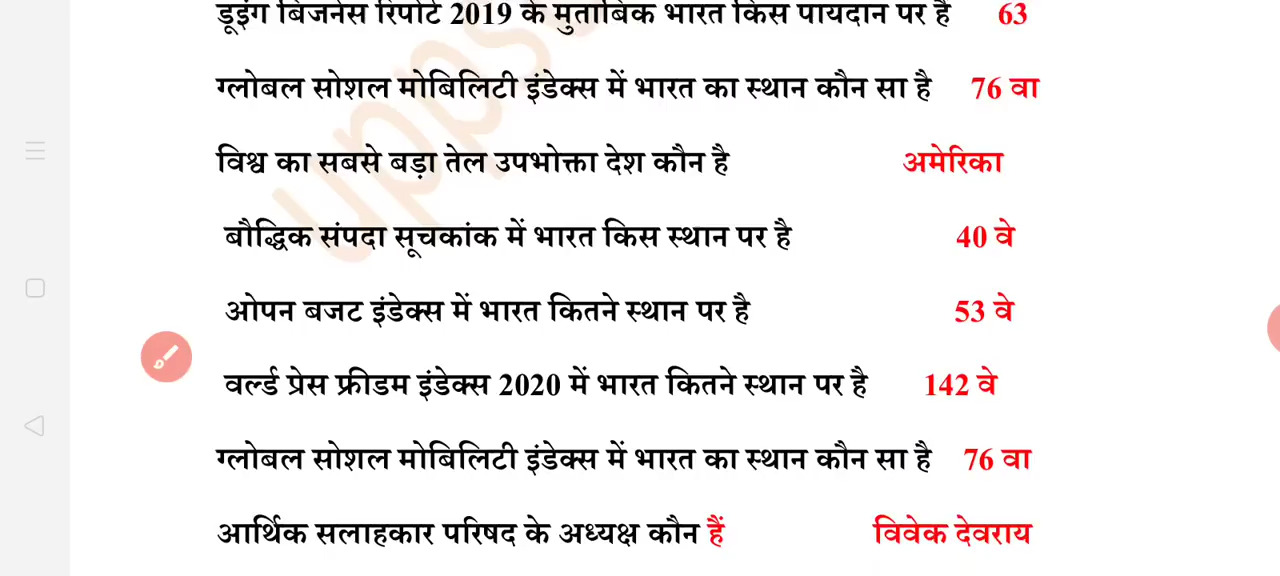 डूइंग बिजनेस रिपोर्ट 2019 के मुताबिक भारत किस पायदान पर है 63
ग्लोबल सोशल मोबिलिटी इंडेक्स में भारत का स्थान कौन सा है 76 वा
विश्व का सबसे बड़ा तेल उपभोक्ता देश कौन है अमेरिका
बौद्धिक संपदा सूचकांक में भारत किस स्थान पर है 40 वे
ओपन बजट इंडेक्स में भारत कितने स्थान पर है 53 वे
वर्ल्ड प्रेस फ्रीडम इंडेक्स 2020 में भारत कितने स्थान पर है 142 वे
ग्लोबल सोशल मोबिलिटी इंडेक्स में भारत का स्थान कौन सा है 76 वा
आर्थिक सलाहकार परिषद के अध्यक्ष कौन हैं विवेक देवराय